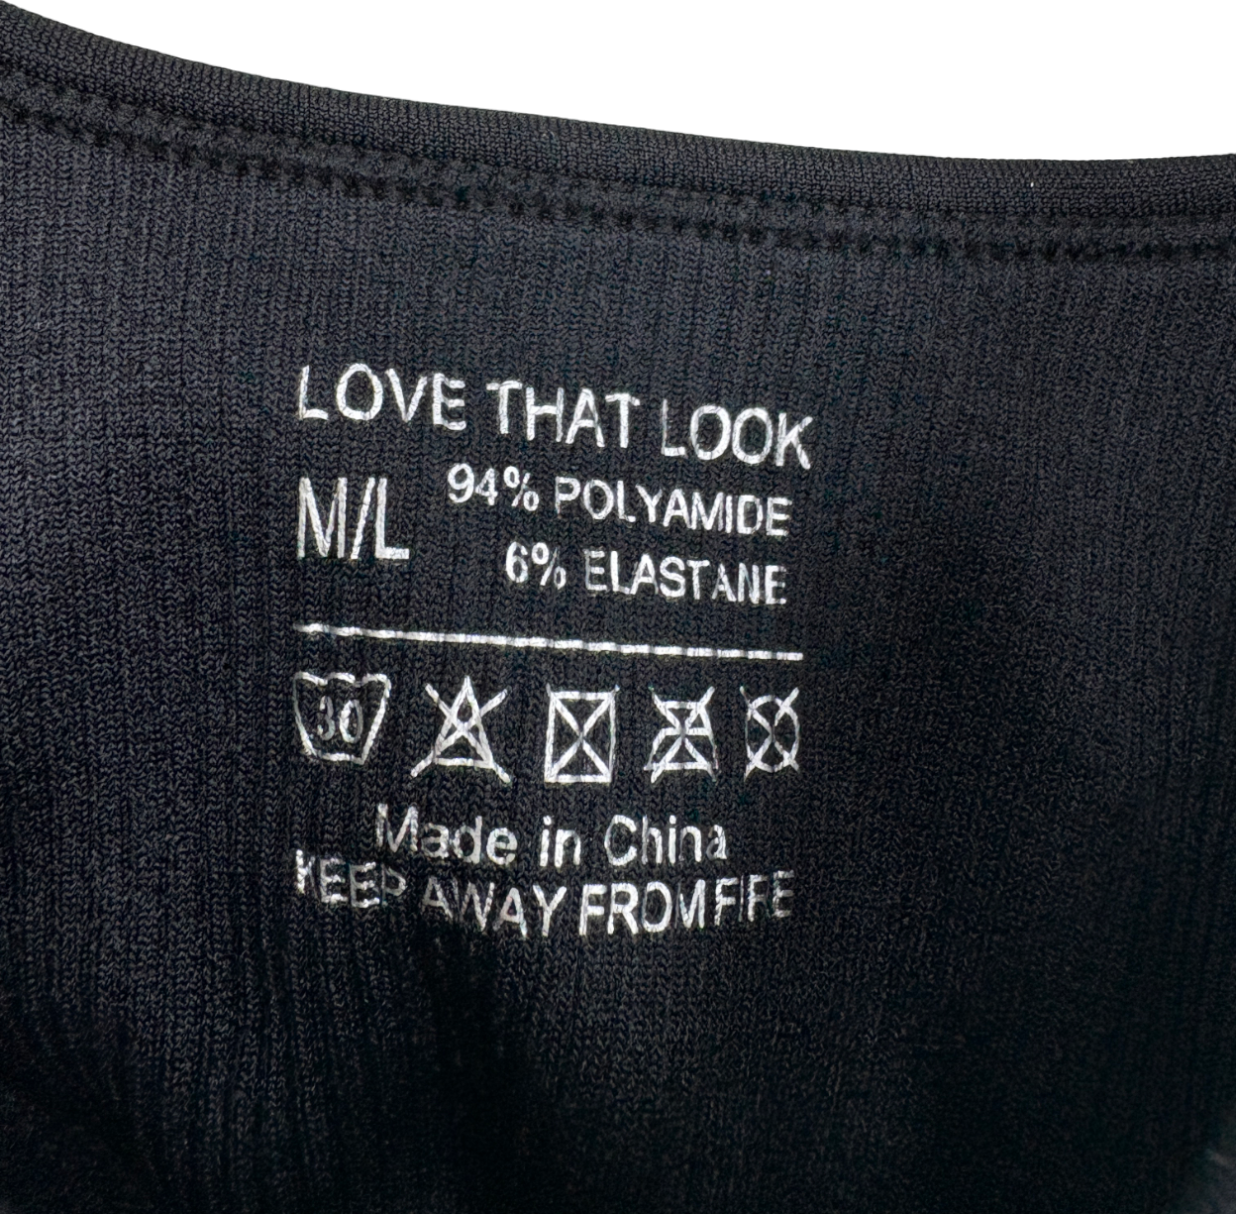 LOVE THAT LOOK
M/L
94% POLYAMIDE
6% ELASTANE
30
Made in China
KEEP AWAY FROM FIRE